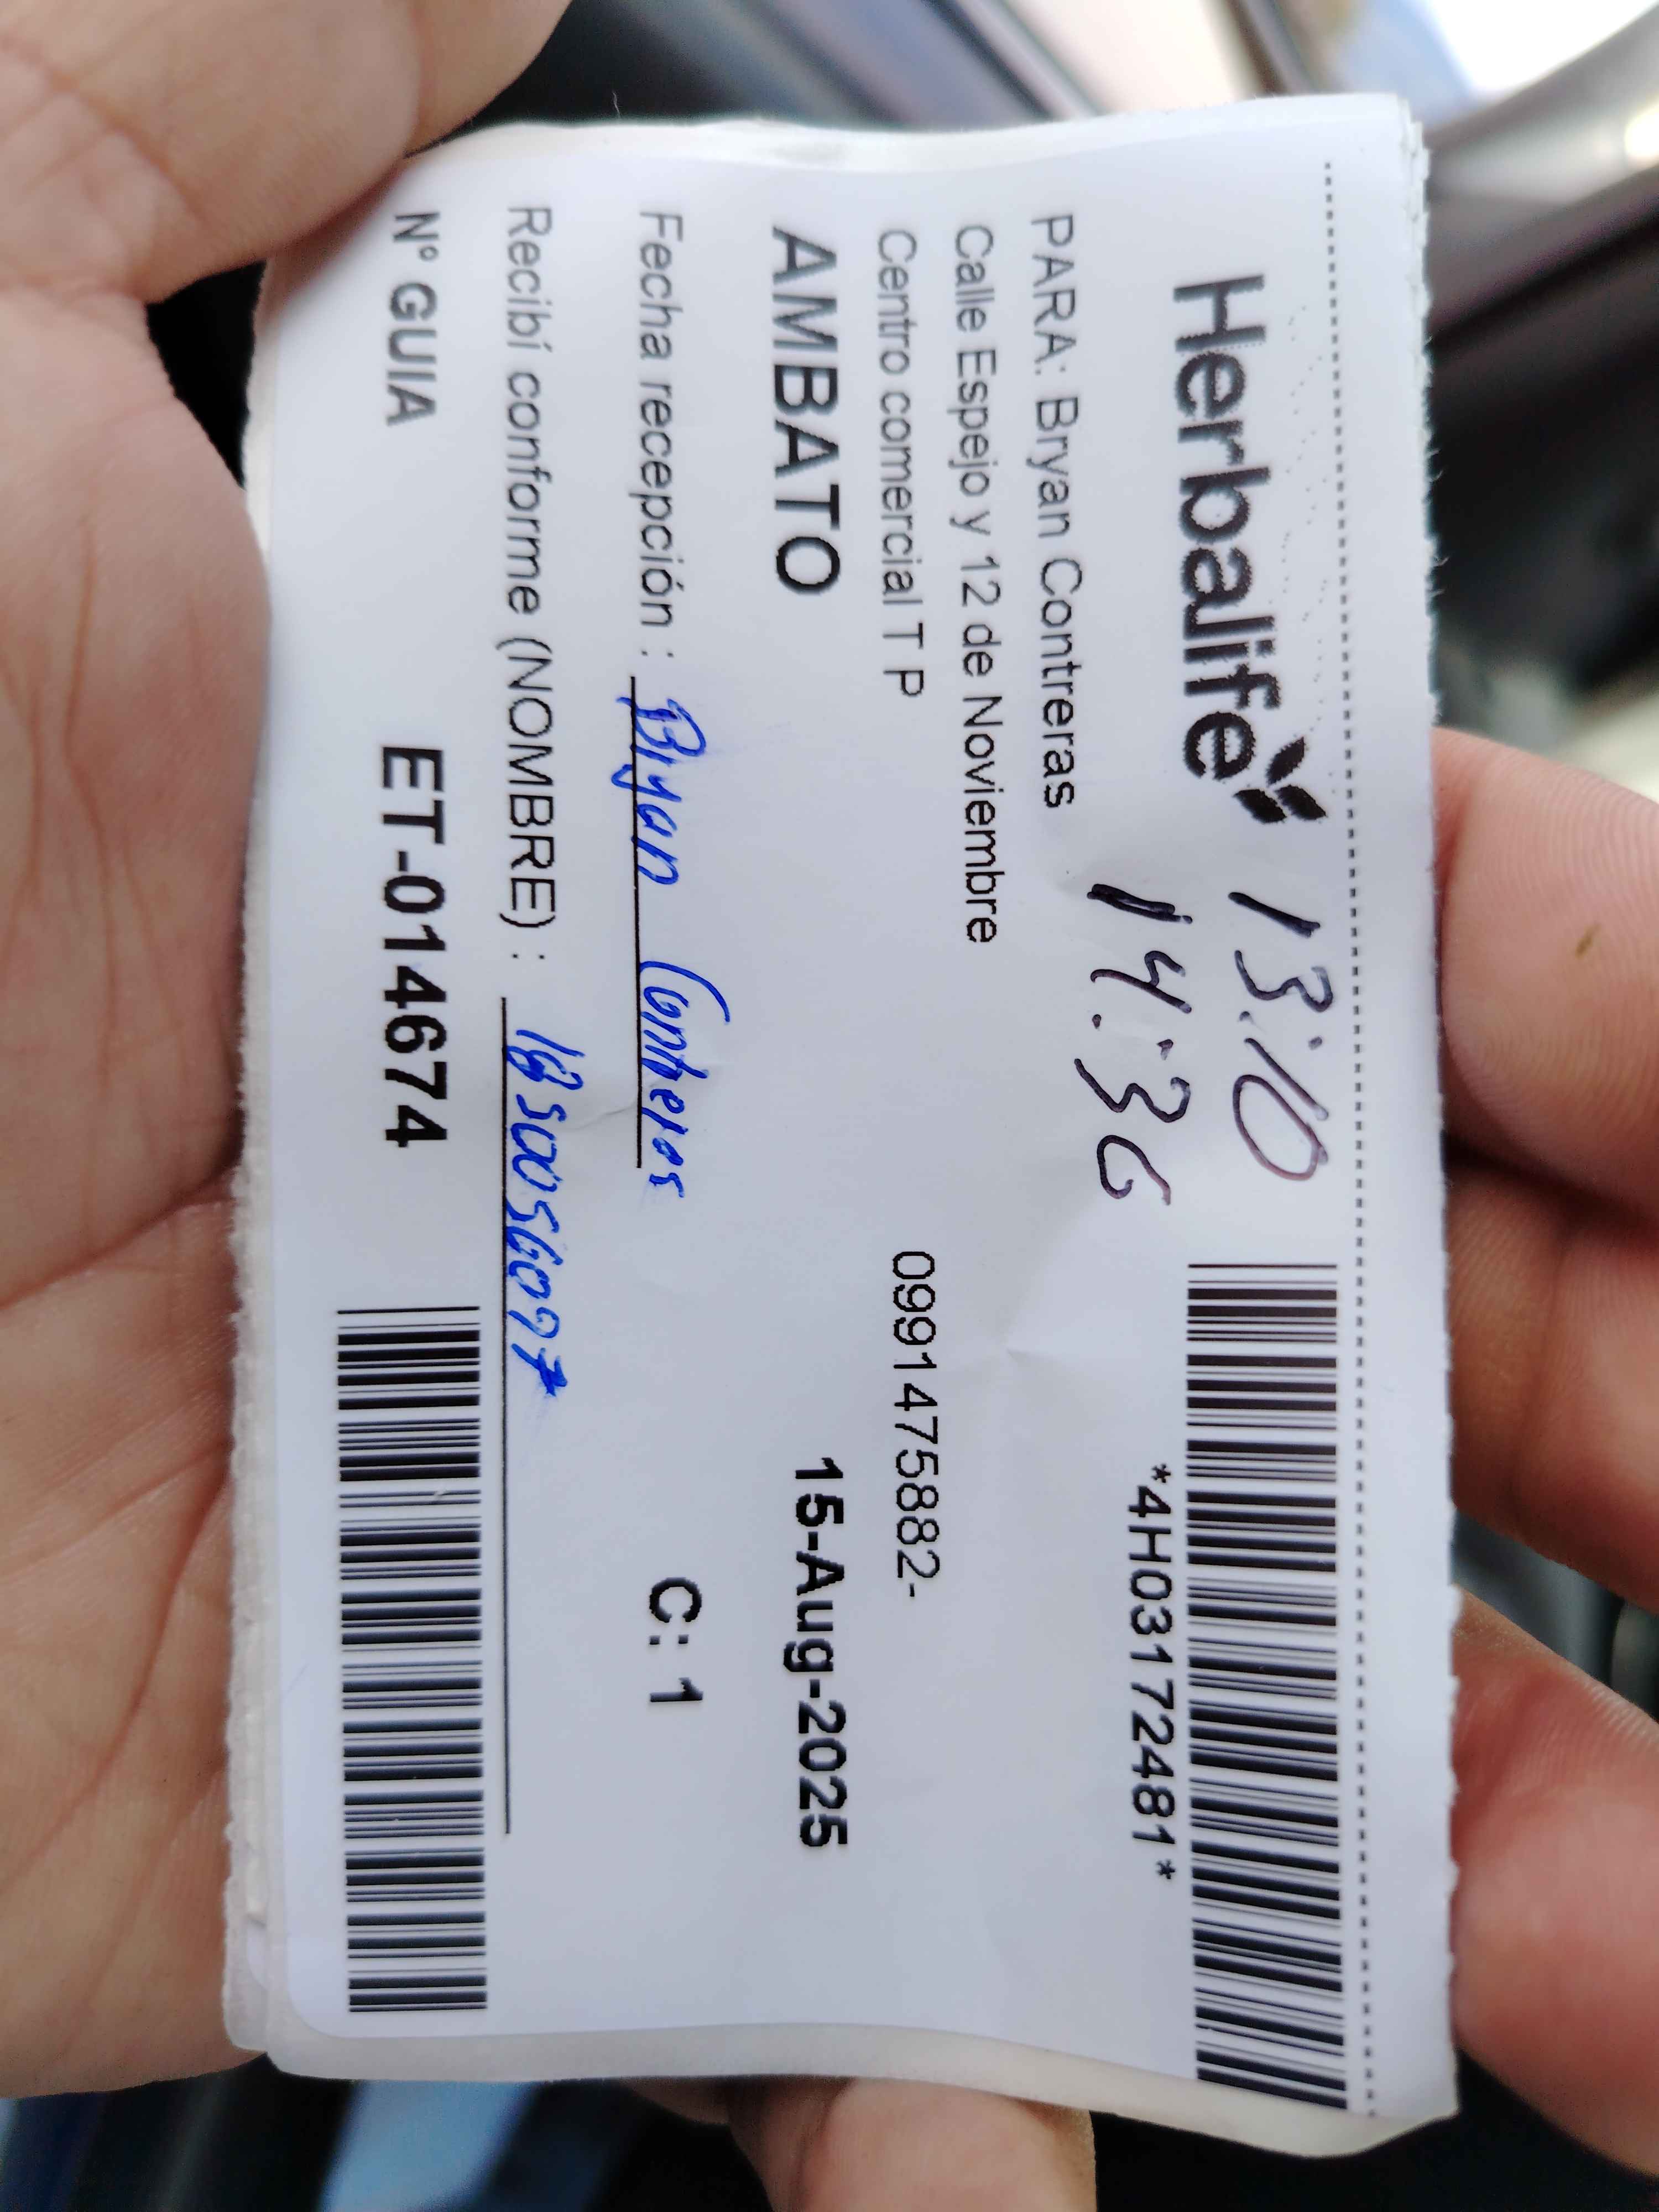 Herbalife
13:10
14:36
*4H03172481*
PARA: Bryan Contreras
Calle Espejo y 12 de Noviembre
Centro comercial T P
0991475882-
AMBATO
15-Aug-2025
Fecha recepción : Bryan Contreras
C: 1
Recibí conforme (NOMBRE) :
N° GUIA
ET-014674